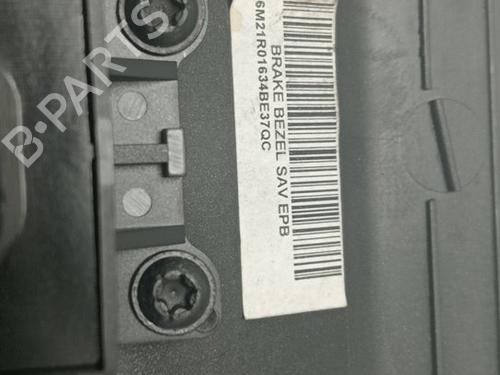 B-PARTS
6M21R01634BE37QC
BRAKE BEZEL SAV EPB